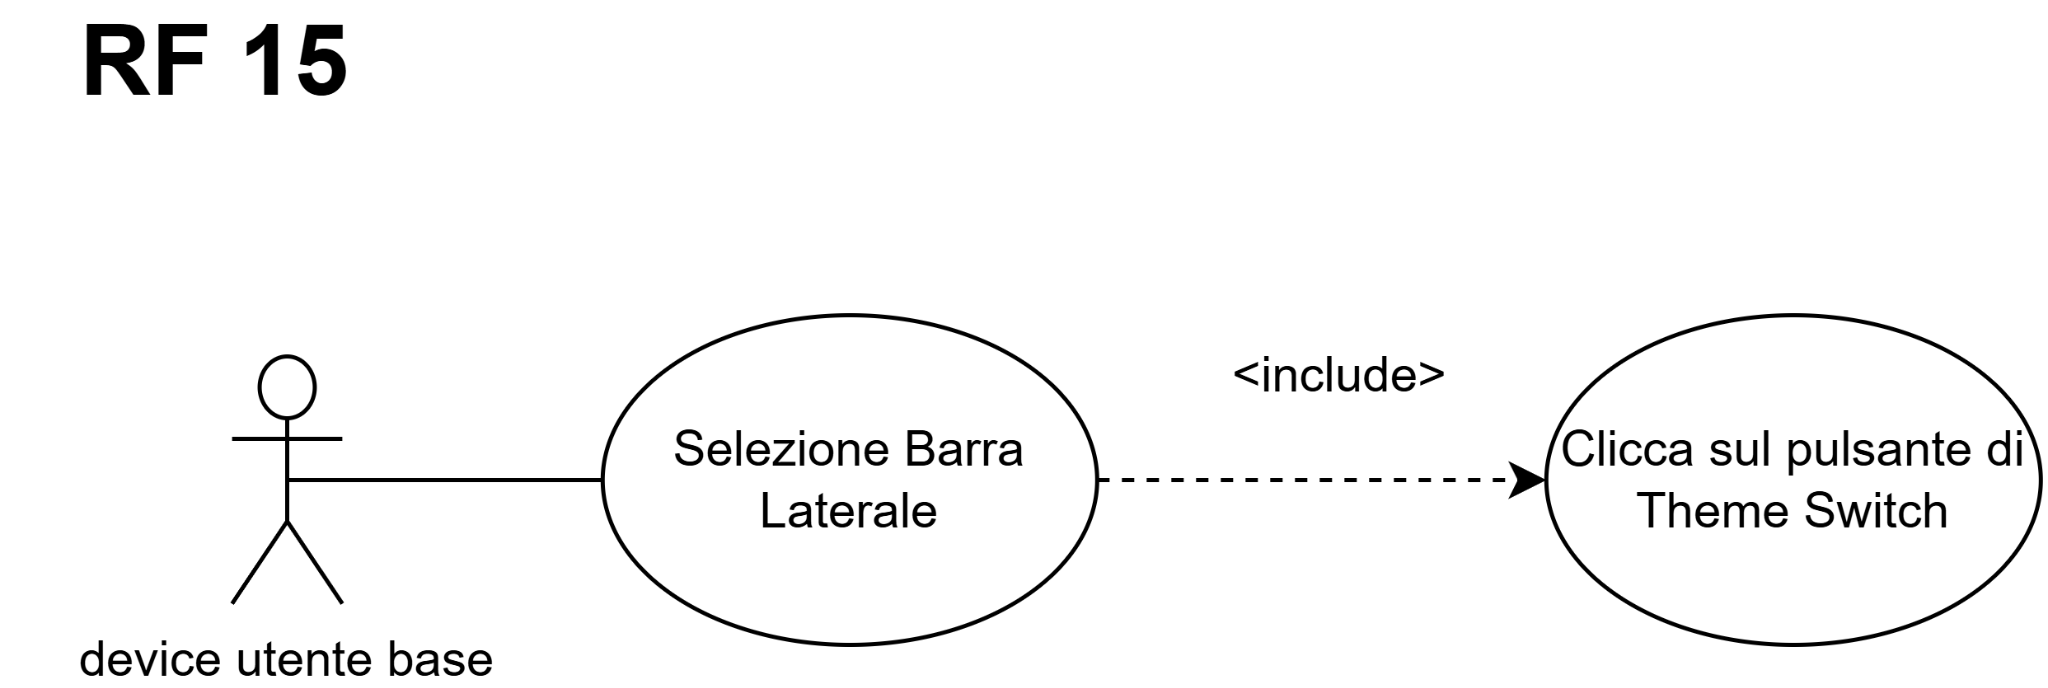 RF 15
<include>
Selezione Barra
Laterale
Clicca sul pulsante di
Theme Switch
device utente base